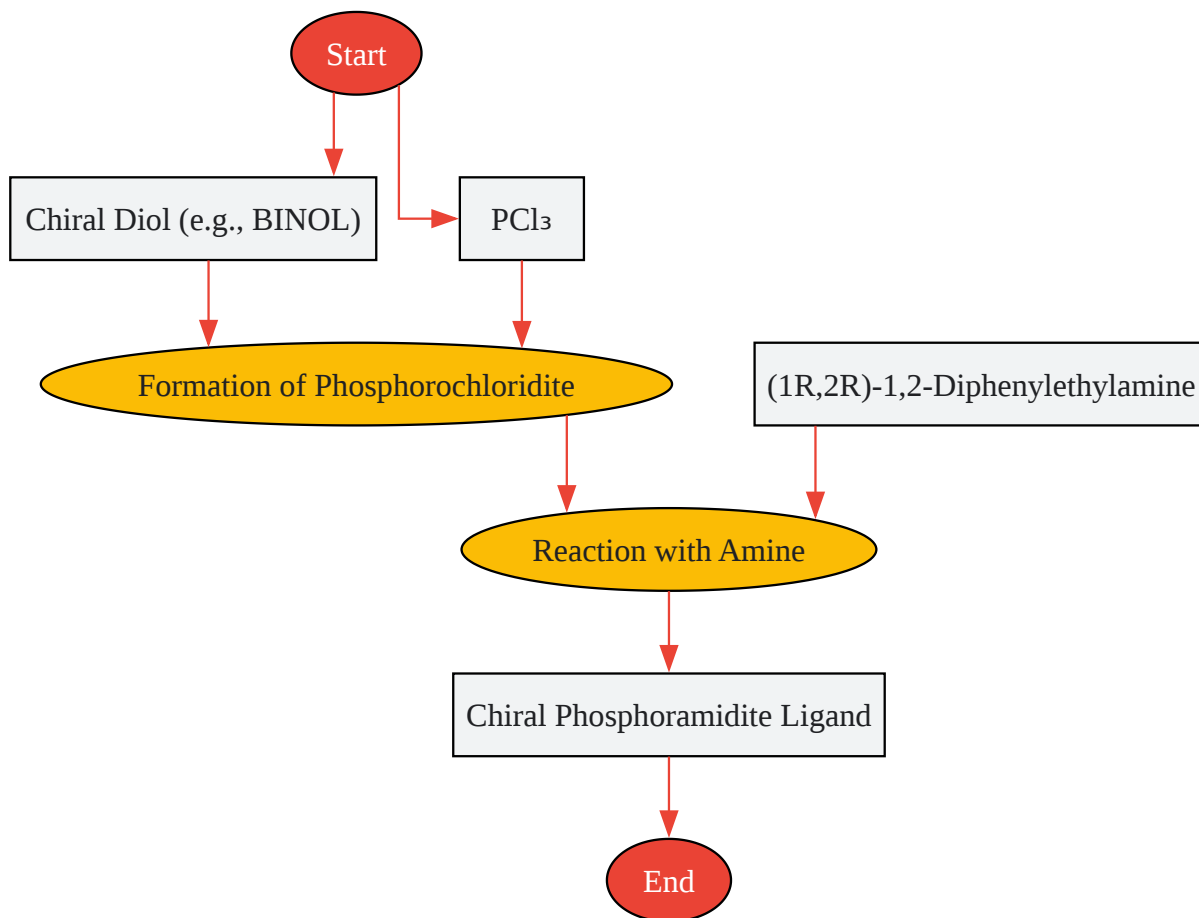 Start
Chiral Diol (e.g., BINOL)
PCl₃
Formation of Phosphorochloridite
(1R,2R)-1,2-Diphenylethylamine
Reaction with Amine
Chiral Phosphoramidite Ligand
End